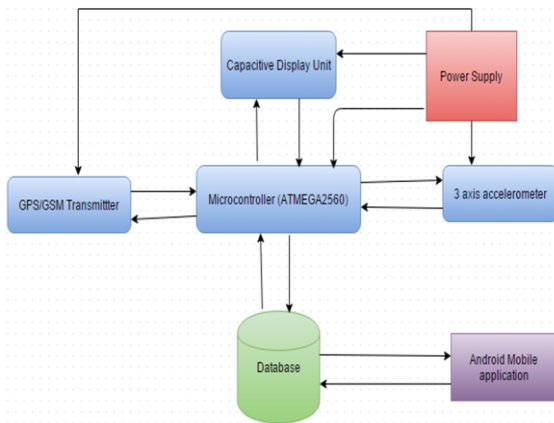 Capacitive Display Unit
Power Supply
GPS/GSM Transmittter
Microcontroller (ATMEGA2560)
3 axis accelerometer
Database
Android Mobile
application